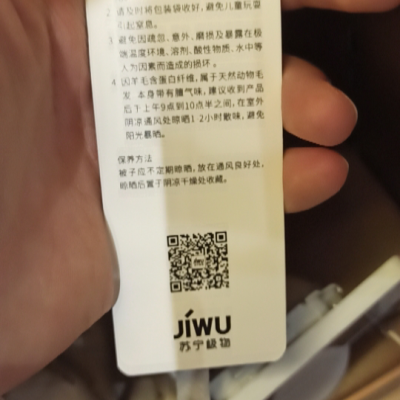 2 请及时将包装袋收好,避免儿童玩耍
引起窒息。
3 避免因疏忽、意外、磨损及暴露在极
端温度环境、溶剂、酸性物质、水中等
人为因素而造成的损坏。
4 因羊毛含蛋白纤维,属于天然动物毛
发 本身带有膻气味,建议收到产品
后下上午9点到10点半之间,在室外
阴凉通风处晾晒1-2小时散味,避免
阳光暴晒。
保养方法
被子应不定期晾晒,放在通风良好处,
晾晒后置于阴凉干燥处收藏。
JIWU
苏宁极物